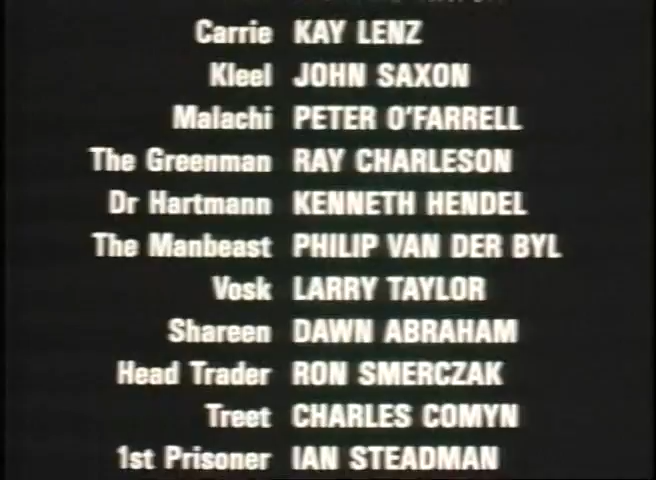 Carrie KAY LENZ
Kleel JOHN SAXON
Malachi PETER O'FARRELL
The Greenman RAY CHARLESON
Dr Hartmann KENNETH HENDEL
The Manbeast PHILIP VAN DER BYL
Vosk LARRY TAYLOR
Shareen DAWN ABRAHAM
Head Trader RON SMERCZAK
Treet CHARLES COMYN
1st Prisoner IAN STEADMAN